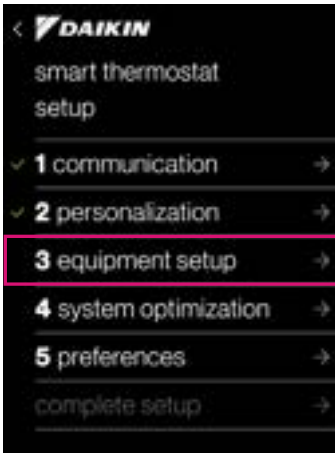 DAIKIN
smart thermostat
setup
1 communication
2 personalization
3 equipment setup
4 system optimization
5 preferences
complete setup